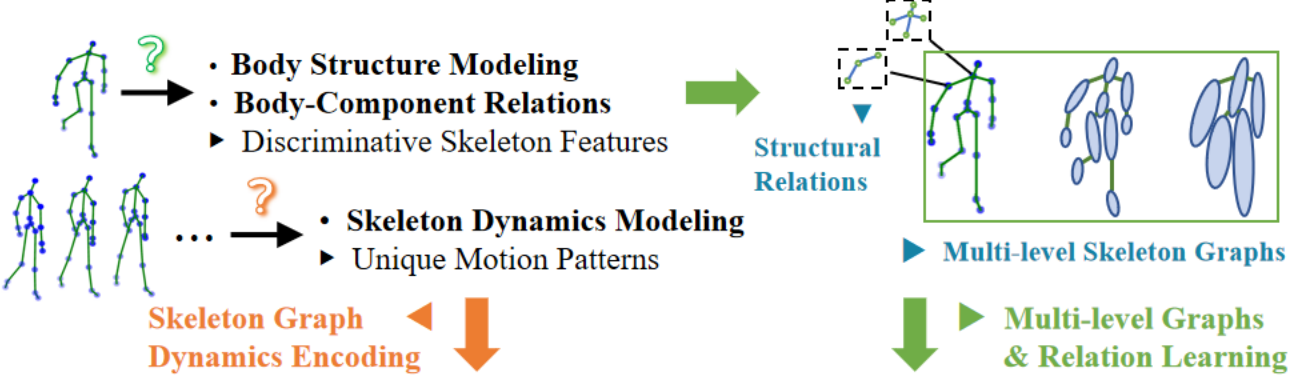 ?
• Body Structure Modeling
• Body-Component Relations
Discriminative Skeleton Features
?
...
• Skeleton Dynamics Modeling
Unique Motion Patterns
Skeleton Graph
Dynamics Encoding
Structural
Relations
Multi-level Skeleton Graphs
Multi-level Graphs
& Relation Learning